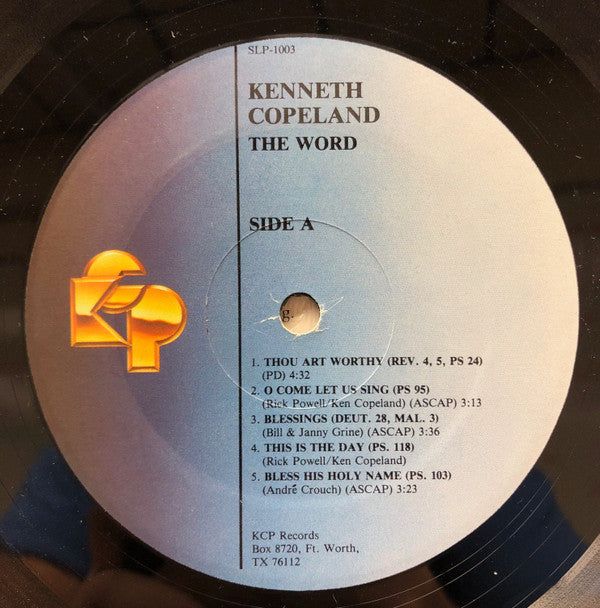 SLP-1003
KENNETH
COPELAND
THE WORD
SIDE A
KCP
g.
1. THOU ART WORTHY (REV. 4, 5, PS 24)
(PD) 4:32
2. O COME LET US SING (PS 95)
(Rick Powell/Ken Copeland) (ASCAP) 3:13
3. BLESSINGS (DEUT. 28, MAL. 3)
(Bill & Janny Grine) (ASCAP) 3:36
4. THIS IS THE DAY (PS. 118)
(Rick Powell/Ken Copeland)
5. BLESS HIS HOLY NAME (PS. 103)
(André Crouch) (ASCAP) 3:23
KCP Records
Box 8720, Ft. Worth,
TX 76112